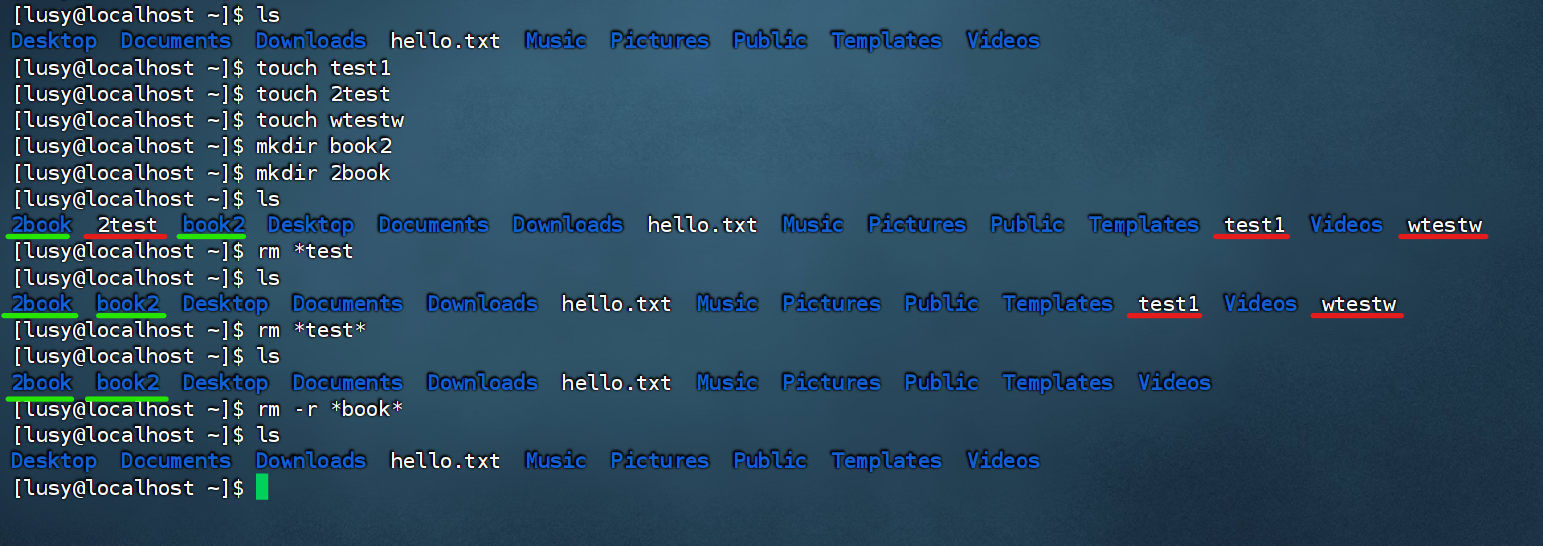 [lusy@localhost ~]$ ls
Desktop  Documents  Downloads  hello.txt  Music  Pictures  Public  Templates  Videos
[lusy@localhost ~]$ touch test1
[lusy@localhost ~]$ touch 2test
[lusy@localhost ~]$ touch wtestw
[lusy@localhost ~]$ mkdir book2
[lusy@localhost ~]$ mkdir 2book
[lusy@localhost ~]$ ls
2book  2test  book2  Desktop  Documents  Downloads  hello.txt  Music  Pictures  Public  Templates  test1  Videos  wtestw
[lusy@localhost ~]$ rm *test
[lusy@localhost ~]$ ls
2book  book2  Desktop  Documents  Downloads  hello.txt  Music  Pictures  Public  Templates  test1  Videos  wtestw
[lusy@localhost ~]$ rm *test*
[lusy@localhost ~]$ ls
2book  book2  Desktop  Documents  Downloads  hello.txt  Music  Pictures  Public  Templates  Videos
[lusy@localhost ~]$ rm -r *book*
[lusy@localhost ~]$ ls
Desktop  Documents  Downloads  hello.txt  Music  Pictures  Public  Templates  Videos
[lusy@localhost ~]$